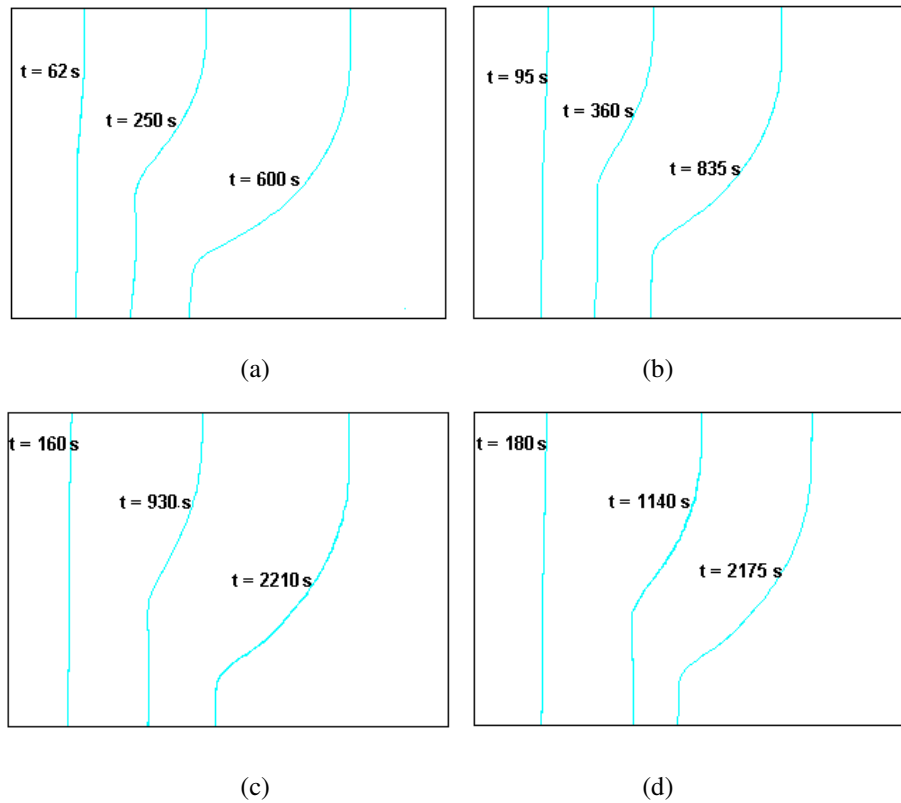 t = 62 s
t = 250 s
t = 600 s
(a)
t = 95 s
t = 360 s
t = 835 s
(b)
t = 160 s
t = 930 s
t = 2210 s
(c)
t = 180 s
t = 1140 s
t = 2175 s
(d)